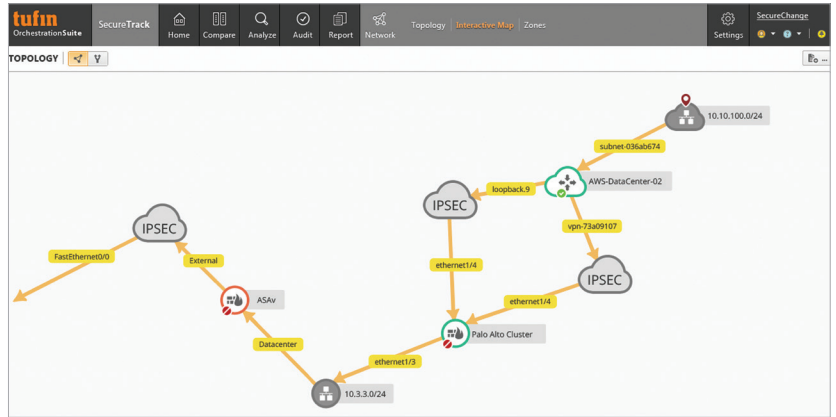 tufin
OrchestrationSuite
SecureTrack
Home
Compare
Analyze
Audit
Report
Network
Topology | Interactive Map | Zones
Settings
SecureChange
TOPOLOGY
10.10.100.0/24
subnet-036ab674
AWS-DataCenter-02
loopback.9
IPSEC
vpn-73a09107
IPSEC
FastEthernet0/0
External
ethernet1/4
IPSEC
ethernet1/4
ASAv
Palo Alto Cluster
Datacenter
ethernet1/3
10.3.3.0/24